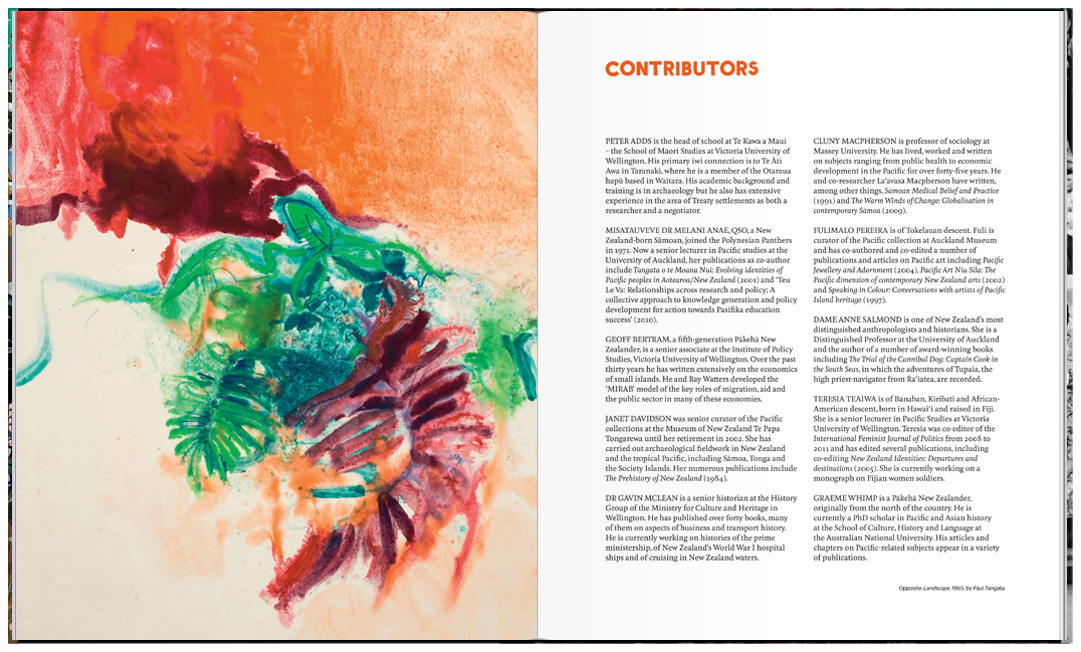 CONTRIBUTORS
PETER ADDS is the head of school at Te Kawa a Maui
– the School of Māori Studies at Victoria University of
Wellington. His primary iwi connection is to Te Āti
Awa in Taranaki, where he is a member of the Otaraua
hapū based in Waitara. His academic background and
training is in archaeology but he also has extensive
experience in the area of Treaty settlements as both a
researcher and a negotiator.
MISATAUVEVE DR MELANI ANAE, QSO, a New
Zealand-born Sāmoan, joined the Polynesian Panthers
in 1971. Now a senior lecturer in Pacific studies at the
University of Auckland, her publications as co-author
include Tangata o te Moana Nui: Evolving identities of
Pacific peoples in Aotearoa/New Zealand (2001) and 'Teu
Le Va: Relationships across research and policy; A
collective approach to knowledge generation and policy
development for action towards Pasifika education
success' (2010).
GEOFF BERTRAM, a fifth-generation Pākehā New
Zealander, is a senior associate at the Institute of Policy
Studies, Victoria University of Wellington. Over the past
thirty years he has written extensively on the economics
of small islands. He and Ray Watters developed the
'MIRAB' model of the key roles of migration, aid and
the public sector in many of these economies.
JANET DAVIDSON was senior curator of the Pacific
collections at the Museum of New Zealand Te Papa
Tongarewa until her retirement in 2002. She has
carried out archaeological fieldwork in New Zealand
and the tropical Pacific, including Sāmoa, Tonga and
the Society Islands. Her numerous publications include
The Prehistory of New Zealand (1984).
DR GAVIN MCLEAN is a senior historian at the History
Group of the Ministry for Culture and Heritage in
Wellington. He has published over forty books, many
of them on aspects of business and transport history.
He is currently working on histories of the prime
ministership, of New Zealand's World War I hospital
ships and of cruising in New Zealand waters.
CLUNY MACPHERSON is professor of sociology at
Massey University. He has lived, worked and written
on subjects ranging from public health to economic
development in the Pacific for over forty-five years. He
and co-researcher La'avasa Macpherson have written,
among other things, Samoan Medical Belief and Practice
(1991) and The Warm Winds of Change: Globalisation in
contemporary Sāmoa (2009).
FULIMALO PEREIRA is of Tokelauan descent. Fuli is
curator of the Pacific collection at Auckland Museum
and has co-authored and co-edited a number of
publications and articles on Pacific art including Pacific
Jewellery and Adornment (2004), Pacific Art Niu Sila: The
Pacific dimension of contemporary New Zealand arts (2002)
and Speaking in Colour: Conversations with artists of Pacific
Island heritage (1997).
DAME ANNE SALMOND is one of New Zealand's most
distinguished anthropologists and historians. She is a
Distinguished Professor at the University of Auckland
and the author of a number of award-winning books
including The Trial of the Cannibal Dog: Captain Cook in
the South Seas, in which the adventures of Tupaia, the
high priest-navigator from Ra'iatea, are recorded.
TERESIA TEAIWA is of Banaban, Kiribati and African-
American descent, born in Hawai'i and raised in Fiji.
She is a senior lecturer in Pacific Studies at Victoria
University of Wellington. Teresia was co-editor of the
International Feminist Journal of Politics from 2008 to
2011 and has edited several publications, including
co-editing New Zealand Identities: Departures and
destinations (2005). She is currently working on a
monograph on Fijian women soldiers.
GRAEME WHIMP is a Pākehā New Zealander,
originally from the north of the country. He is
currently a PhD scholar in Pacific and Asian history
at the School of Culture, History and Language at
the Australian National University. His articles and
chapters on Pacific-related subjects appear in a variety
of publications.
Opposite: Landscape, 1965, by Paul Tangata.